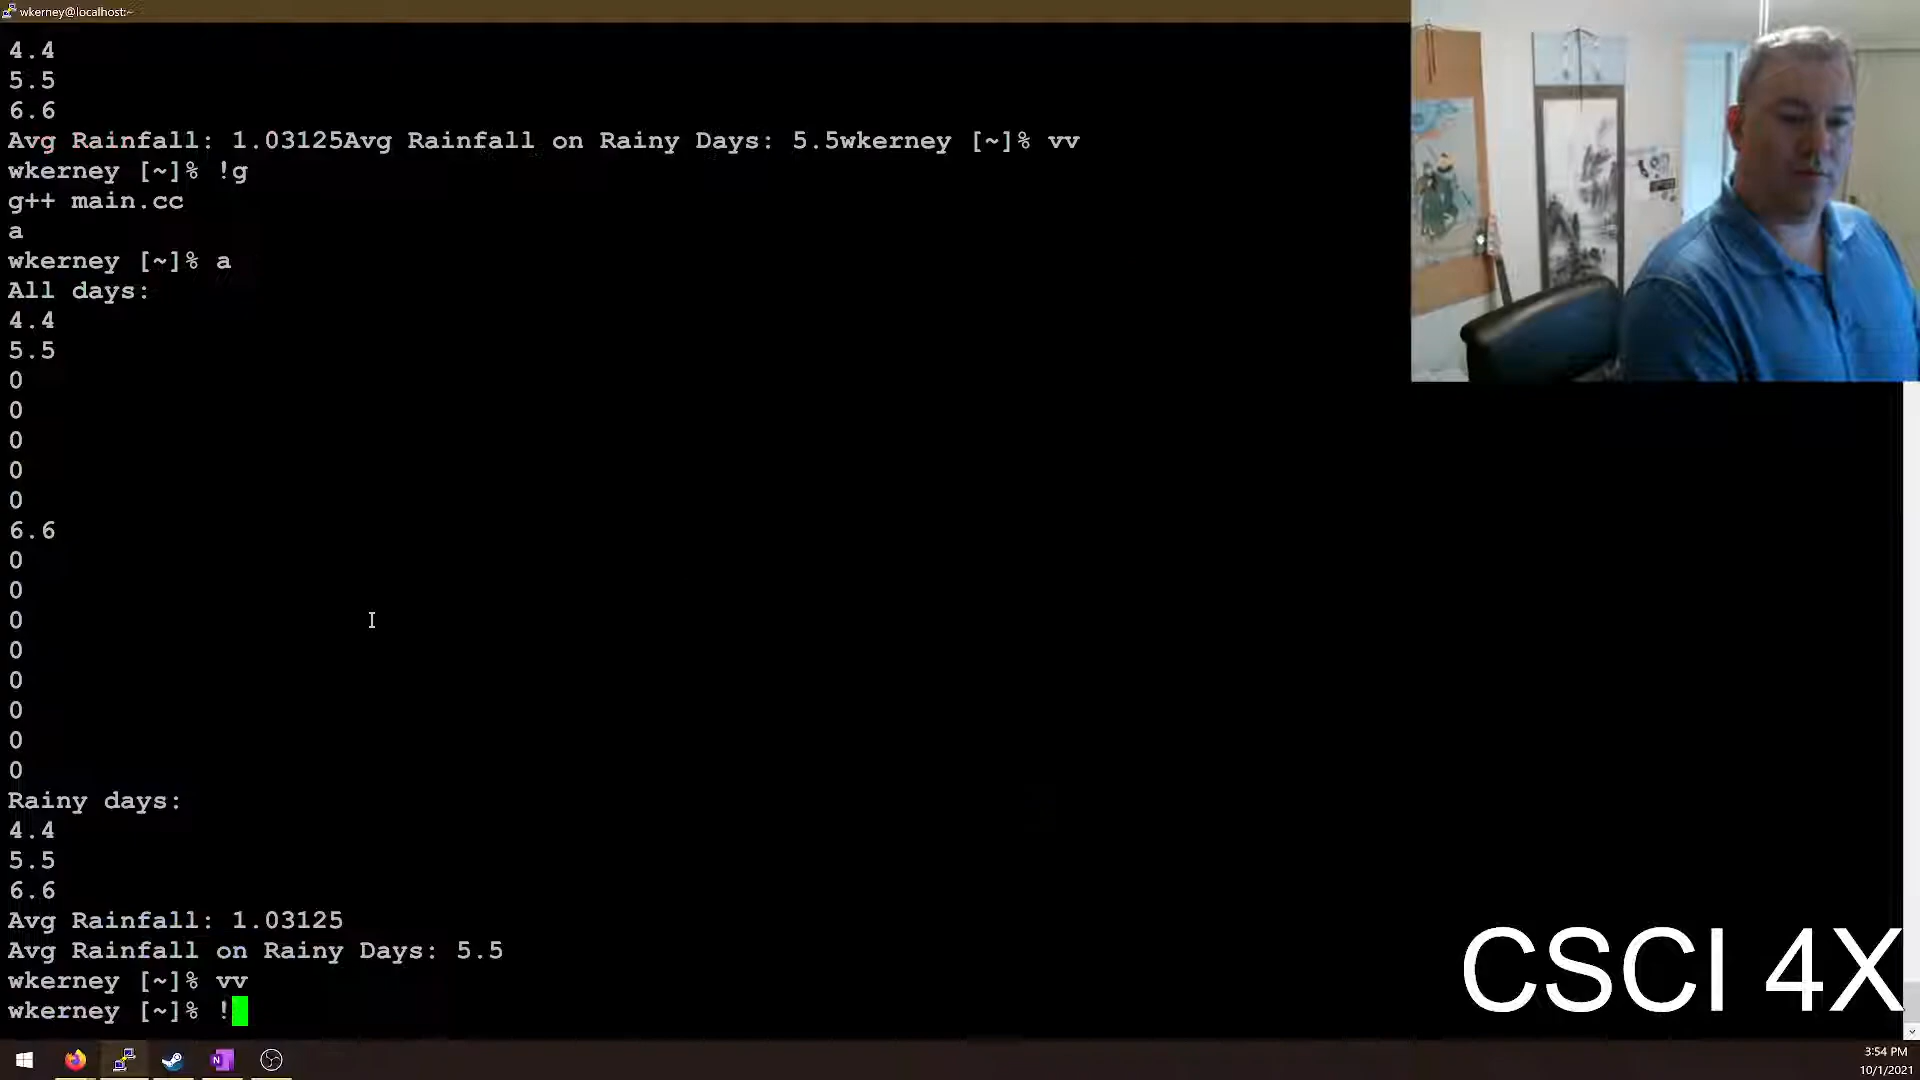 wkerney@localhost:~
4.4
5.5
6.6
Avg Rainfall: 1.03125Avg Rainfall on Rainy Days: 5.5wkerney [~]% vv
wkerney [~]% !g
g++ main.cc
a
wkerney [~]% a
All days:
4.4
5.5
0
0
0
0
0
6.6
0
0
0
0
0
0
0
0
Rainy days:
4.4
5.5
6.6
Avg Rainfall: 1.03125
Avg Rainfall on Rainy Days: 5.5
wkerney [~]% vv
wkerney [~]% !
CSCI 4X
N
3:54 PM
10/1/2021